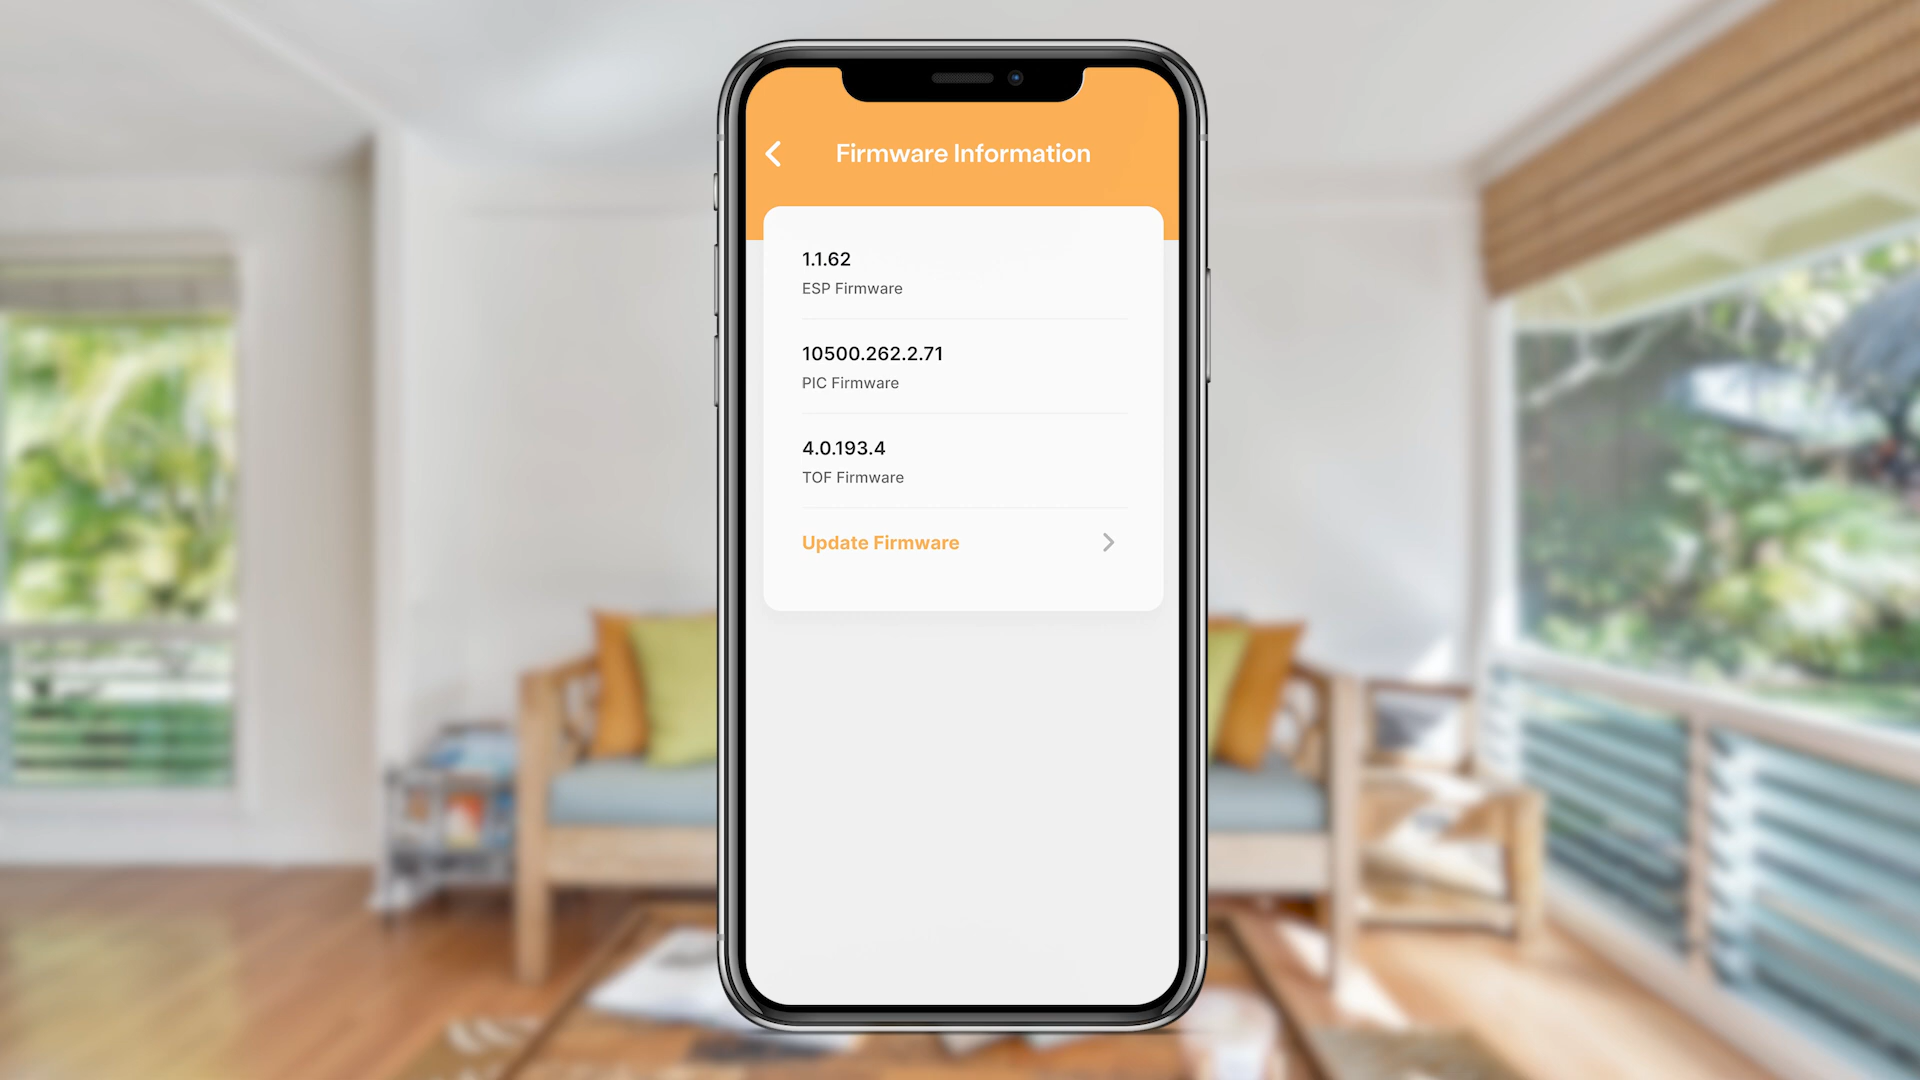 Firmware Information
1.1.62
ESP Firmware
10500.262.2.71
PIC Firmware
4.0.193.4
TOF Firmware
Update Firmware